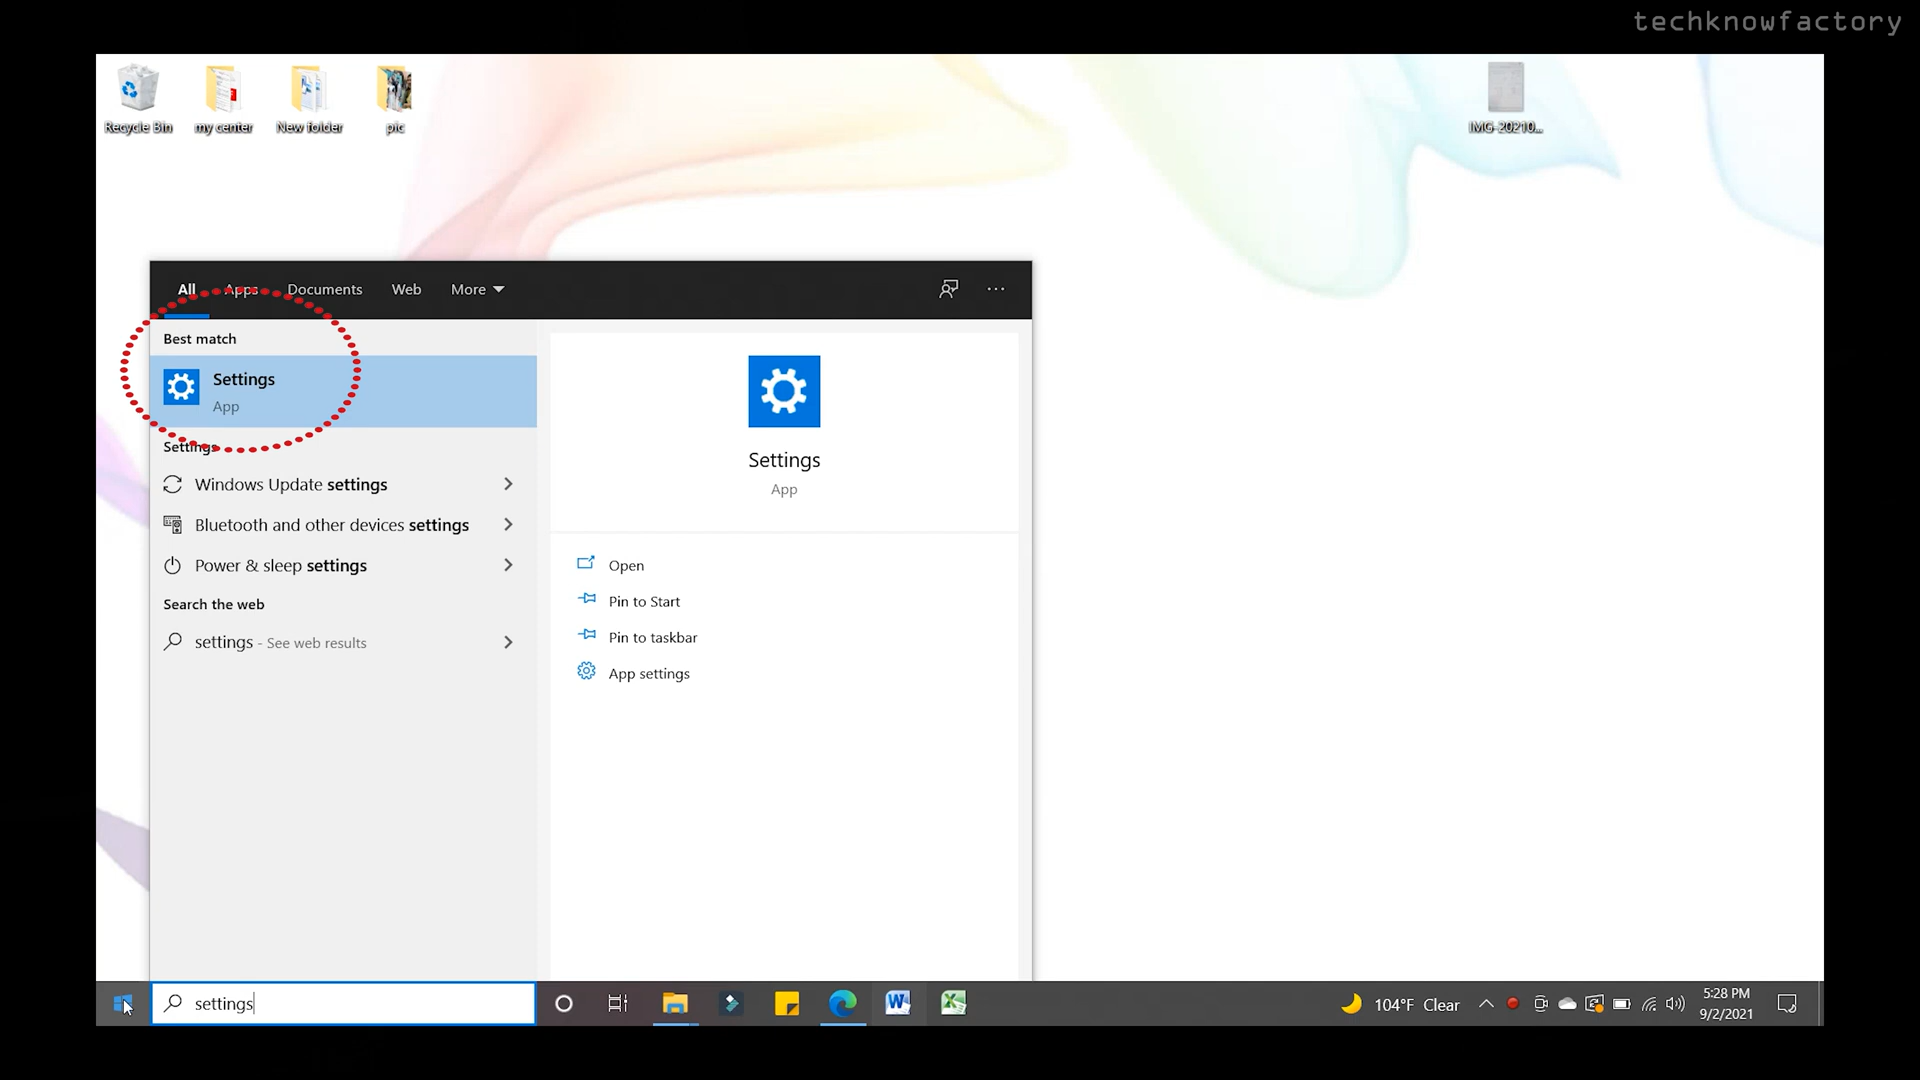 techknowfactory
Recycle Bin
my center
New folder
pic
IMG-20210...
All Apps Documents Web More
Best match
Settings
App
Settings
Windows Update settings
Bluetooth and other devices settings
Power & sleep settings
Search the web
settings - See web results
Settings
App
Open
Pin to Start
Pin to taskbar
App settings
settings
104°F Clear
5:28 PM
9/2/2021